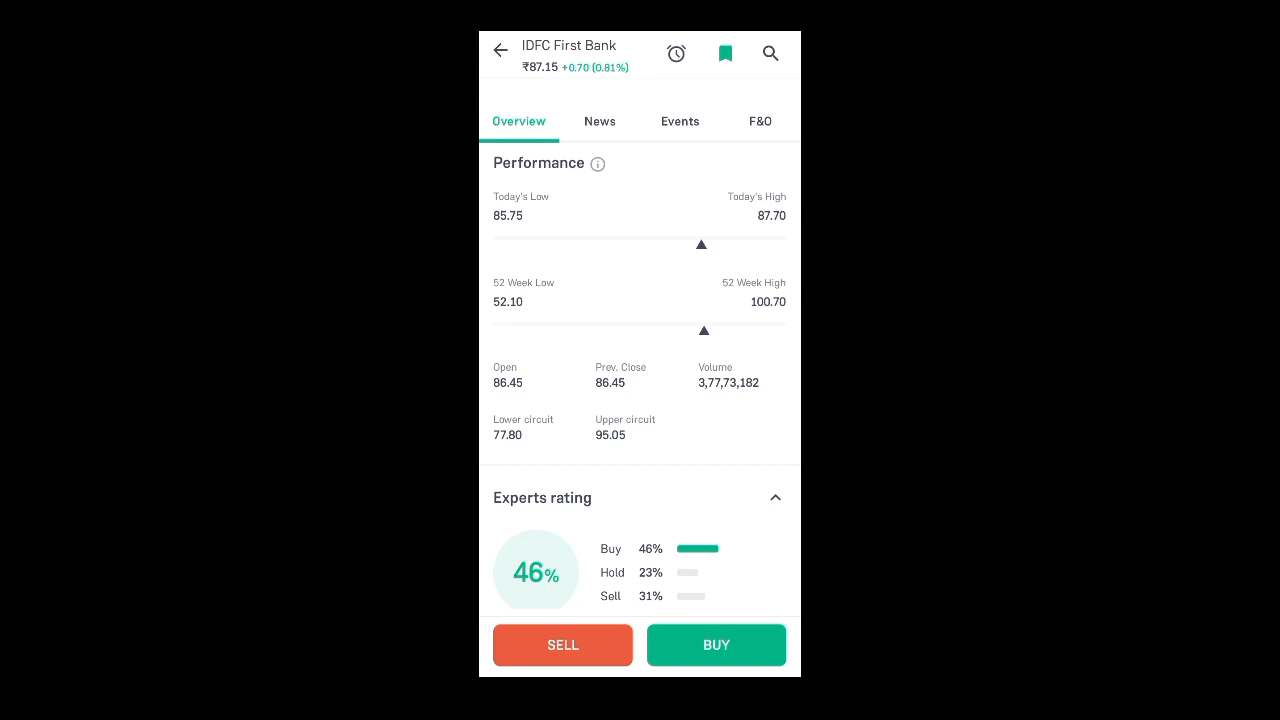 IDFC First Bank
₹87.15 +0.70 (0.81%)
Overview News Events F&O
Performance
Today's Low Today's High
85.75 87.70
52 Week Low 52 Week High
52.10 100.70
Open Prev. Close Volume
86.45 86.45 3,77,73,182
Lower circuit Upper circuit
77.80 95.05
Experts rating
Buy 46%
46% Hold 23%
Sell 31%
SELL BUY